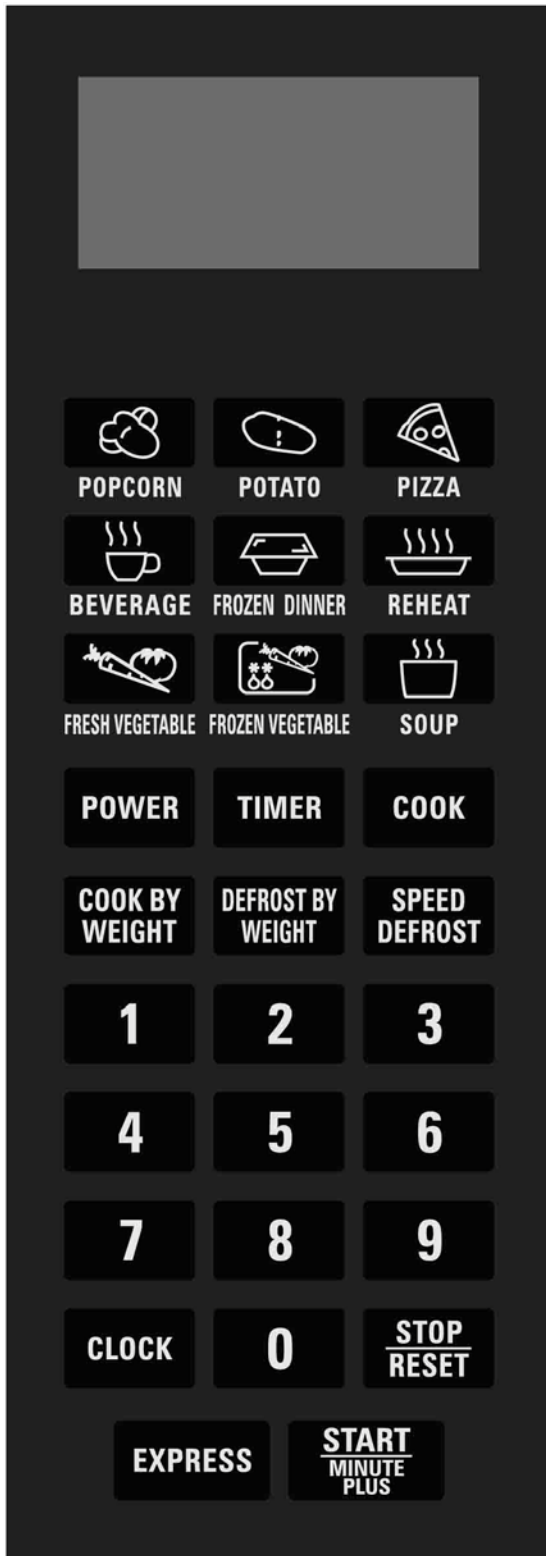 POPCORN POTATO PIZZA
BEVERAGE FROZEN DINNER REHEAT
FRESH VEGETABLE FROZEN VEGETABLE SOUP
POWER TIMER COOK
COOK BY DEFROST BY SPEED
WEIGHT WEIGHT DEFROST
1 2 3
4 5 6
7 8 9
CLOCK 0 STOP
RESET
EXPRESS START
MINUTE
PLUS